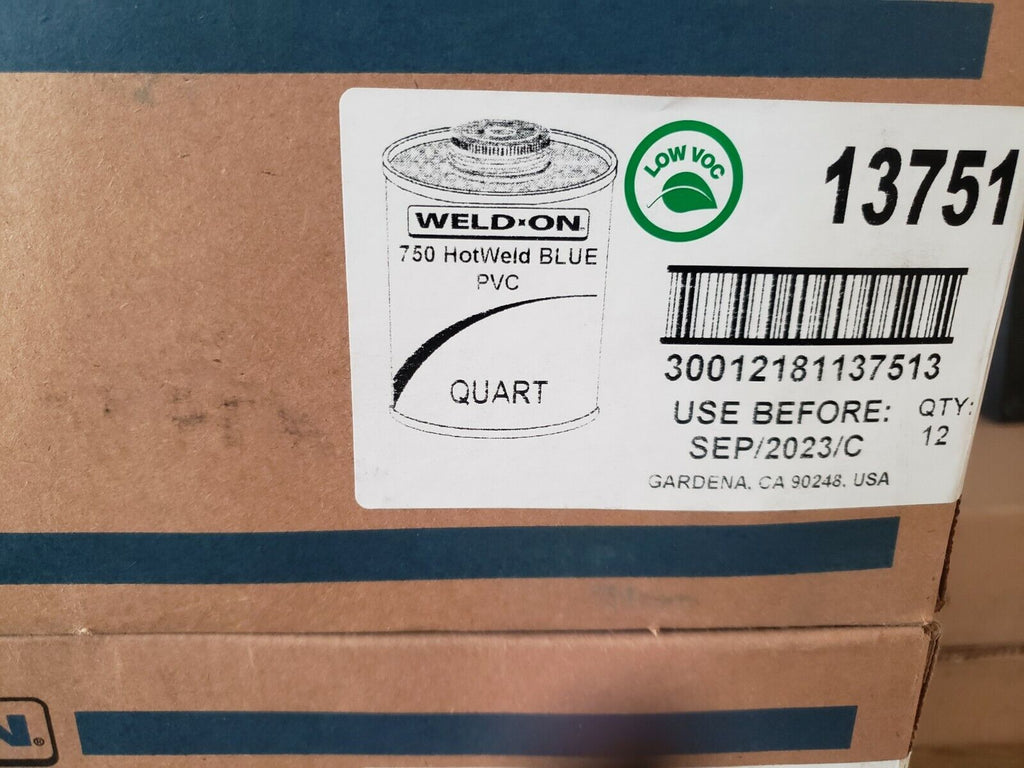 WELD-ON
750 HotWeld BLUE
PVC
QUART
LOW VOC
13751
30012181137513
USE BEFORE:
SEP/2023/C
QTY:
12
GARDENA, CA 90248, USA
N®